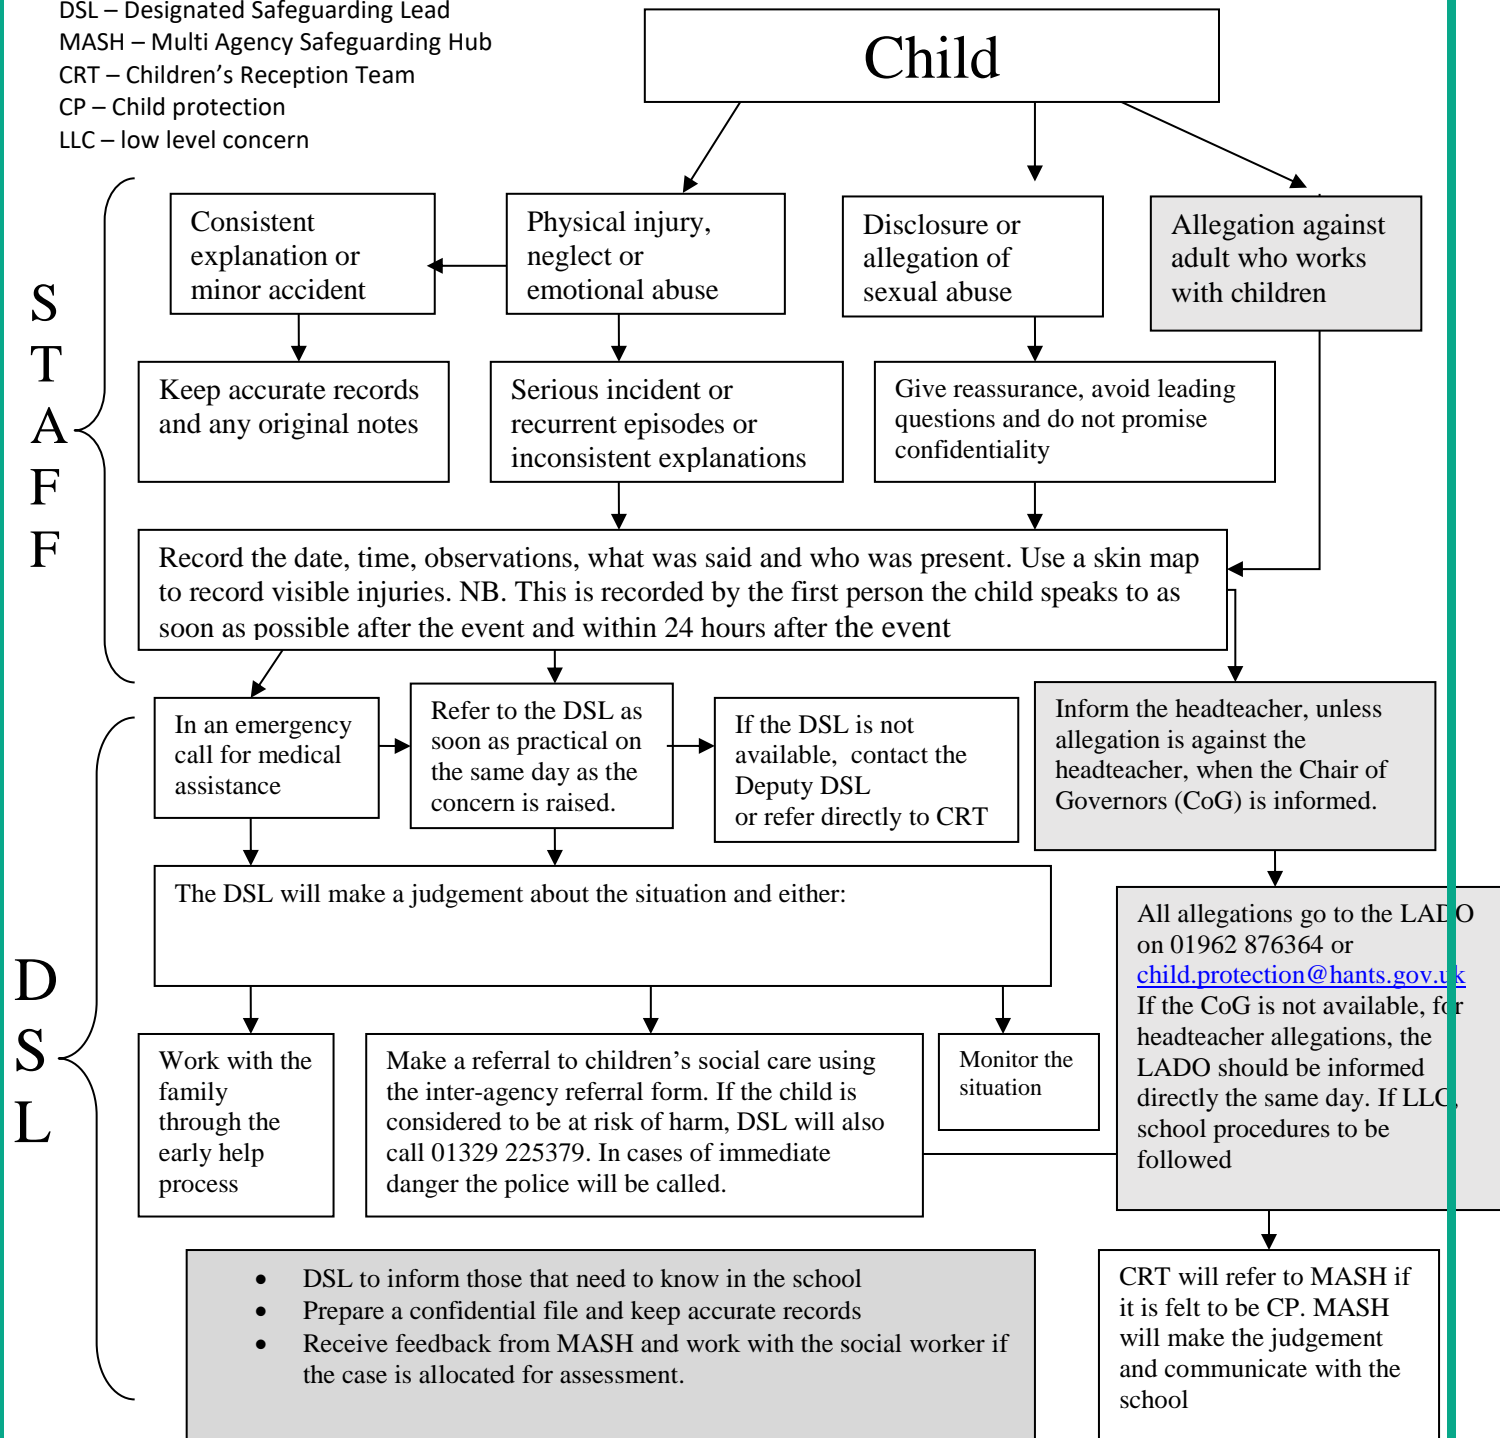 DSL – Designated Safeguarding Lead
MASH – Multi Agency Safeguarding Hub
CRT – Children's Reception Team
CP – Child protection
LLC – low level concern
Child
Consistent
explanation or
minor accident
Physical injury,
neglect or
emotional abuse
Disclosure or
allegation of
sexual abuse
Allegation against
adult who works
with children
S
T
A
F
F
Keep accurate records
and any original notes
Serious incident or
recurrent episodes or
inconsistent explanations
Give reassurance, avoid leading
questions and do not promise
confidentiality
Record the date, time, observations, what was said and who was present. Use a skin map
to record visible injuries. NB. This is recorded by the first person the child speaks to as
soon as possible after the event and within 24 hours after the event
In an emergency
call for medical
assistance
Refer to the DSL as
soon as practical on
the same day as the
concern is raised.
If the DSL is not
available, contact the
Deputy DSL
or refer directly to CRT
Inform the headteacher, unless
allegation is against the
headteacher, when the Chair of
Governors (CoG) is informed.
The DSL will make a judgement about the situation and either:
All allegations go to the LADO
on 01962 876364 or
child.protection@hants.gov.uk
If the CoG is not available, for
headteacher allegations, the
LADO should be informed
directly the same day. If LLC,
school procedures to be
followed
D
S
L
Work with the
family
through the
early help
process
Make a referral to children's social care using
the inter-agency referral form. If the child is
considered to be at risk of harm, DSL will also
call 01329 225379. In cases of immediate
danger the police will be called.
Monitor the
situation
• DSL to inform those that need to know in the school
• Prepare a confidential file and keep accurate records
• Receive feedback from MASH and work with the social worker if
the case is allocated for assessment.
CRT will refer to MASH if
it is felt to be CP. MASH
will make the judgement
and communicate with the
school